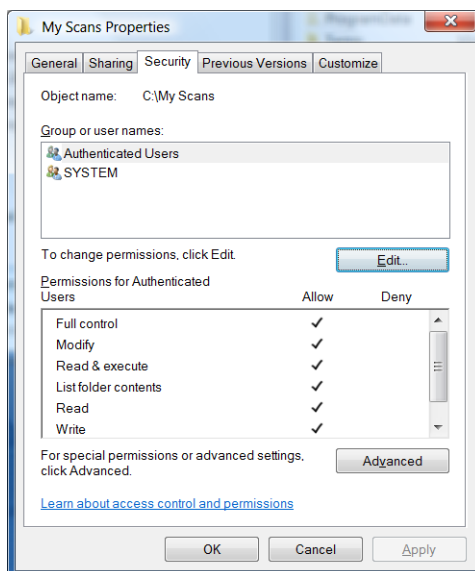 ProgramData
My Scans Properties
General Sharing Security Previous Versions Customize
Object name: C:\My Scans
Group or user names:
Authenticated Users
SYSTEM
To change permissions, click Edit.
Edit...
Permissions for Authenticated
Users Allow Deny
Full control
Modify
Read & execute
List folder contents
Read
Write
For special permissions or advanced settings,
click Advanced.
Advanced
Learn about access control and permissions
OK Cancel Apply